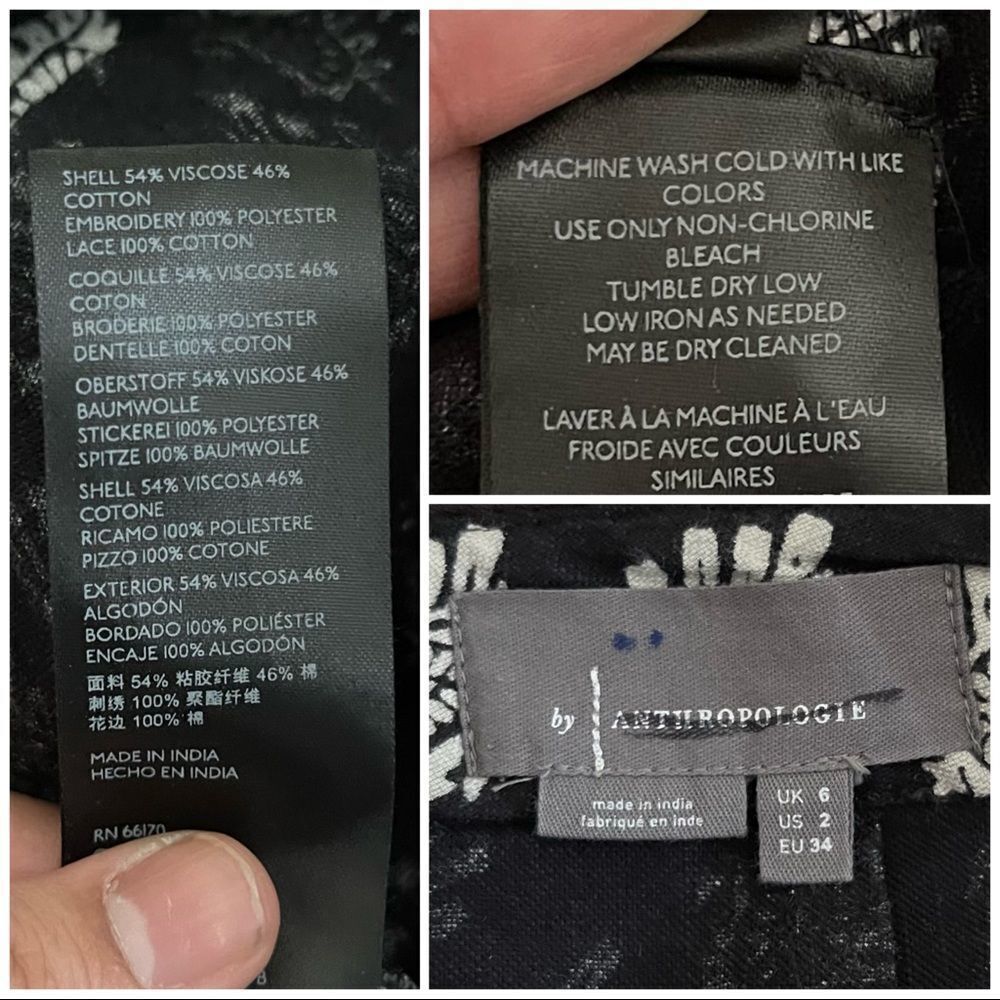 SHELL 54% VISCOSE 46%
COTTON
EMBROIDERY 100% POLYESTER
LACE 100% COTTON
COQUILLE 54% VISCOSE 46%
COTON
BRODERIE 100% POLYESTER
DENTELLE 100% COTON
OBERSTOFF 54% VISKOSE 46%
BAUMWOLLE
STICKEREI 100% POLYESTER
SPITZE 100% BAUMWOLLE
SHELL 54% VISCOSA 46%
COTONE
RICAMO 100% POLIESTERE
PIZZO 100% COTONE
EXTERIOR 54% VISCOSA 46%
ALGODÓN
BORDADO 100% POLIÉSTER
ENCAJE 100% ALGODÓN
面料 54% 粘胶纤维 46% 棉
刺绣 100% 聚酯纤维
花边 100% 棉
MADE IN INDIA
HECHO EN INDIA
RN 66170
MACHINE WASH COLD WITH LIKE
COLORS
USE ONLY NON-CHLORINE
BLEACH
TUMBLE DRY LOW
LOW IRON AS NEEDED
MAY BE DRY CLEANED
LAVER À LA MACHINE À L'EAU
FROIDE AVEC COULEURS
SIMILAIRES
by ANTHROPOLOGIE
made in india
fabriqué en inde
UK 6
US 2
EU 34